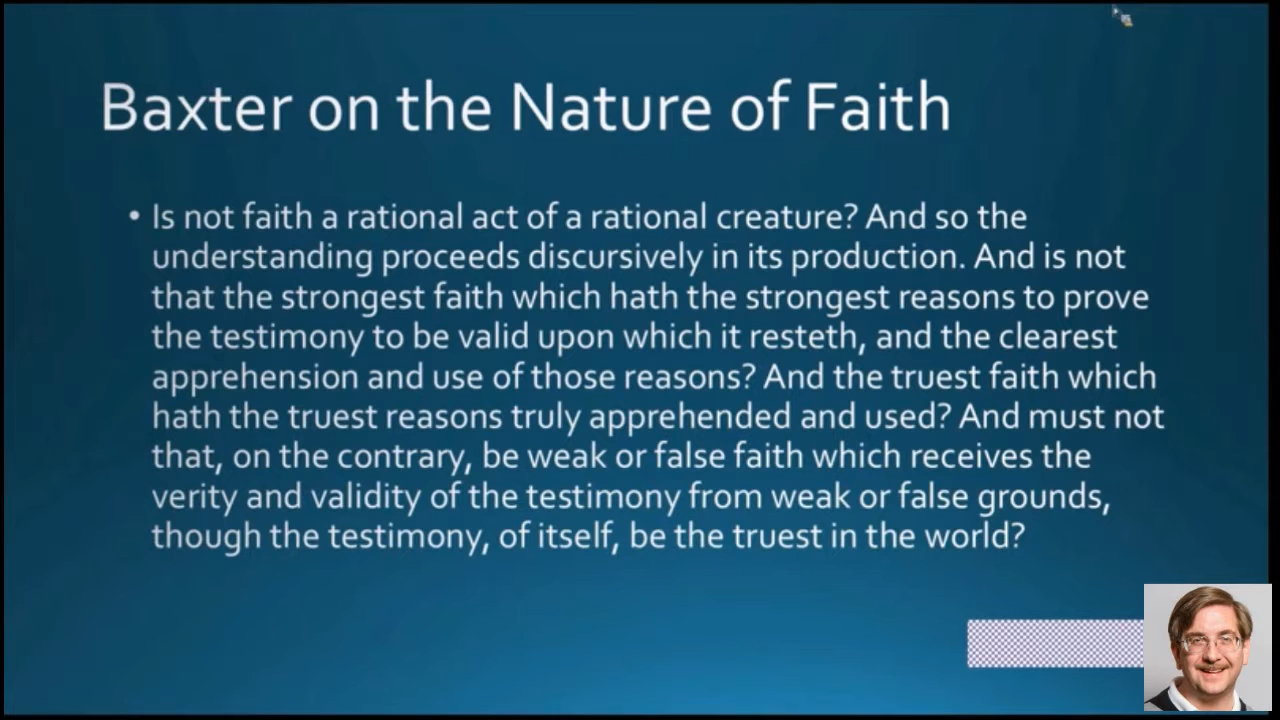 Baxter on the Nature of Faith
• Is not faith a rational act of a rational creature? And so the
understanding proceeds discursively in its production. And is not
that the strongest faith which hath the strongest reasons to prove
the testimony to be valid upon which it resteth, and the clearest
apprehension and use of those reasons? And the truest faith which
hath the truest reasons truly apprehended and used? And must not
that, on the contrary, be weak or false faith which receives the
verity and validity of the testimony from weak or false grounds,
though the testimony, of itself, be the truest in the world?